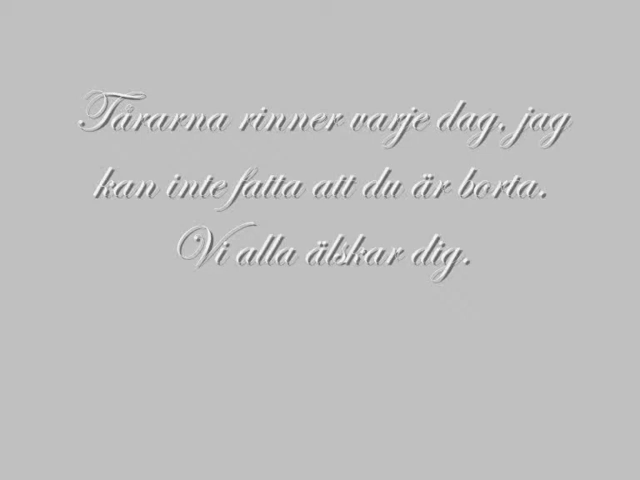 Tårarna rinner varje dag, jag
kan inte fatta att du är borta.
Vi alla älskar dig.